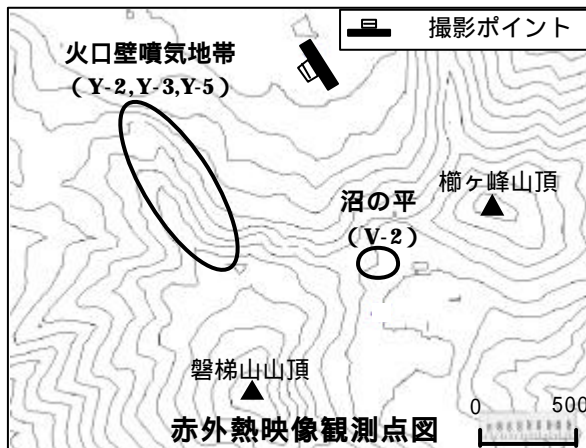 撮影ポイント
火口壁噴気地帯
(Y-2,Y-3,Y-5)
櫛ヶ峰山頂
沼の平
(V-2)
磐梯山山頂
赤外熱映像観測点図
0 500